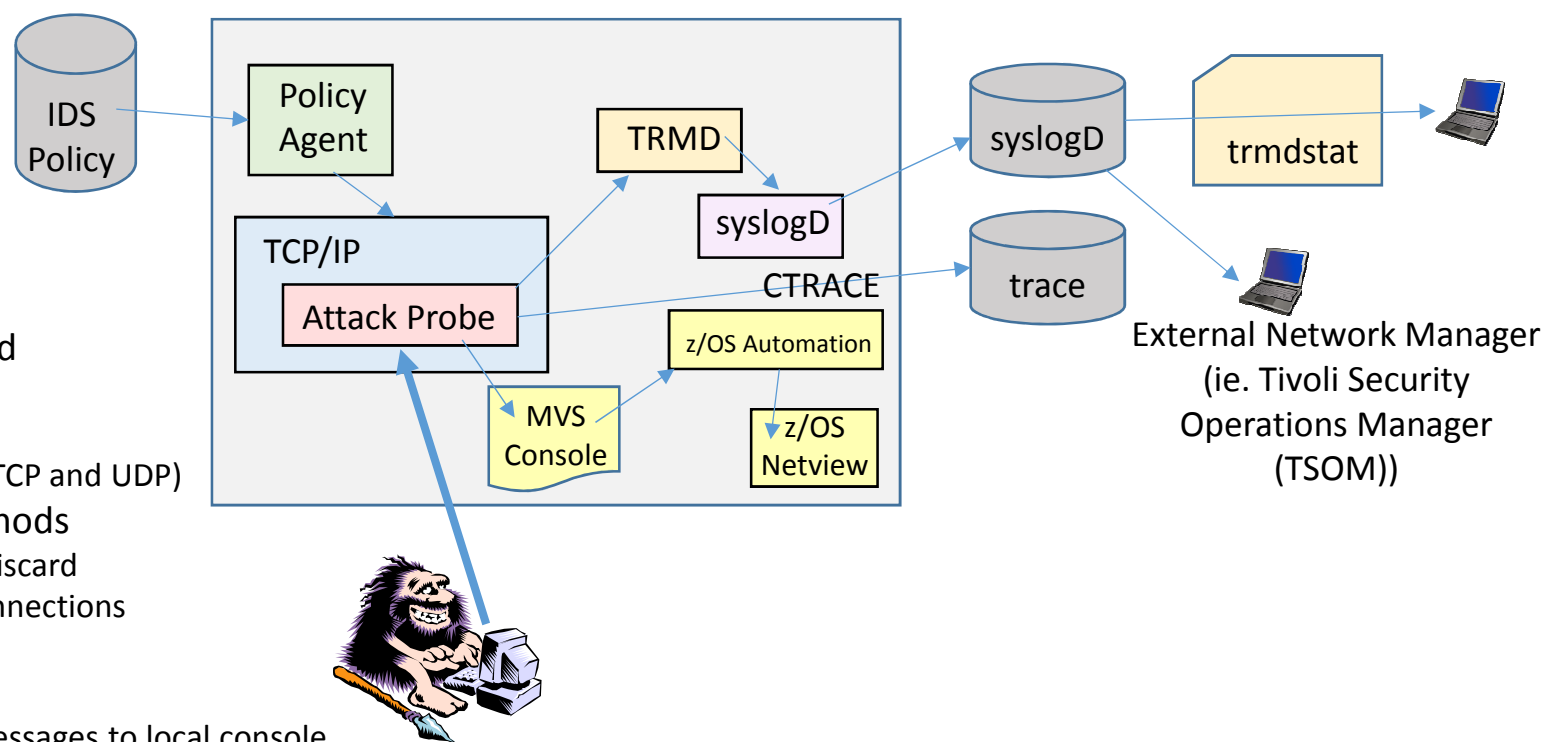 IDS
Policy
Policy
Agent
TCP/IP
Attack Probe
TRMD
syslogD
CTRACE
z/OS Automation
MVS
Console
z/OS
Netview
syslogD
trace
trmdstat
External Network Manager
(ie. Tivoli Security
Operations Manager
(TSOM))
TCP and UDP)
iscard
nnections
essages to local console